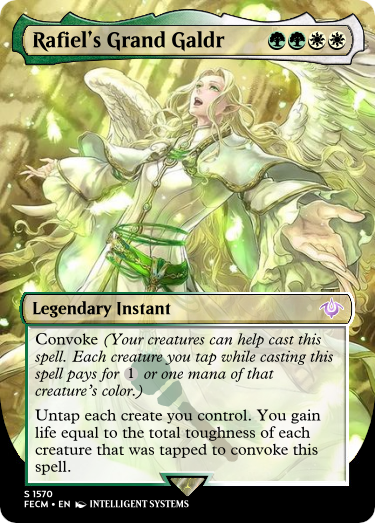 Rafiel's Grand Galdr
Legendary Instant
Convoke (Your creatures can help cast this
spell. Each creature you tap while casting this
spell pays for 1 or one mana of that
creature's color.)
Untap each create you control. You gain
life equal to the total toughness of each
creature that was tapped to convoke this
spell.
S 1570
FECM • EN INTELLIGENT SYSTEMS